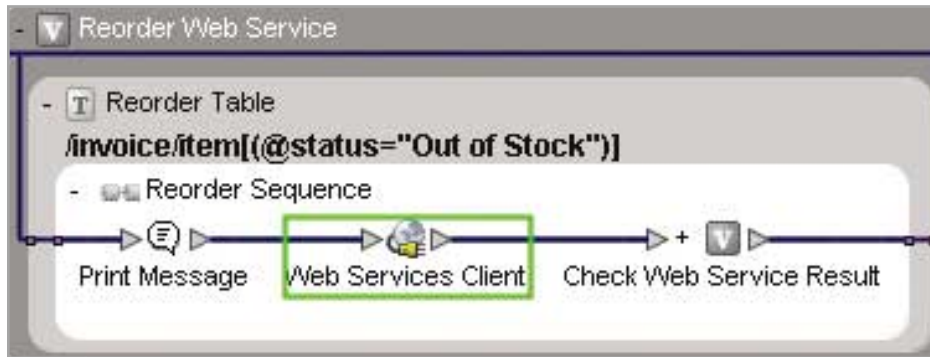 - V Reorder Web Service
- T Reorder Table
/invoice/item[(@status="Out of Stock")]
- Reorder Sequence
+ V
Print Message Web Services Client Check Web Service Result